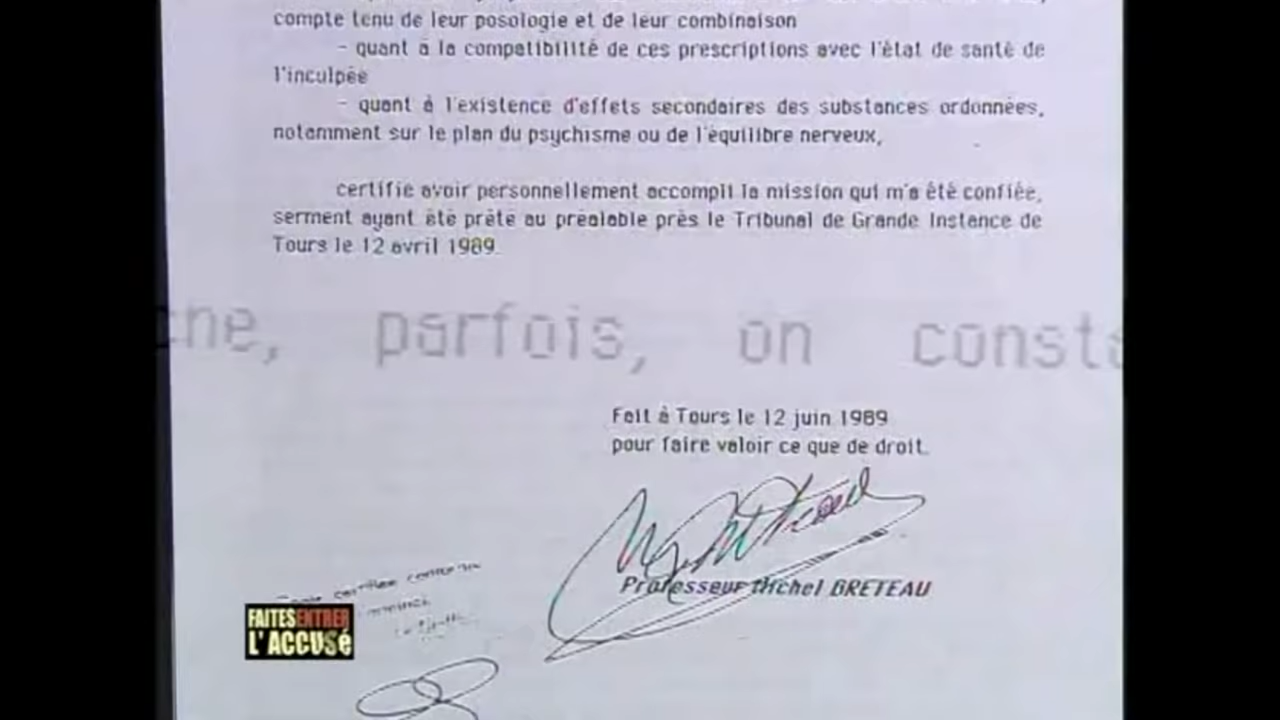 compte tenu de leur posologie et de leur combinaison
- quant à la compatibilité de ces prescriptions avec l'état de santé de
l'inculpée
- quant à l'existence d'effets secondaires des substances ordonnées,
notamment sur le plan du psychisme ou de l'équilibre nerveux,
certifie avoir personnellement accompli la mission qui m'a été confiée,
serment ayant été prêté au préalable près le Tribunal de Grande Instance de
Tours le 12 avril 1989.
che, parfois, on consta
Fait à Tours le 12 juin 1989
pour faire valoir ce que de droit.
Professeur Michel BRETEAU
certifiée conforme
FAITES ENTRER
L'ACCUSé